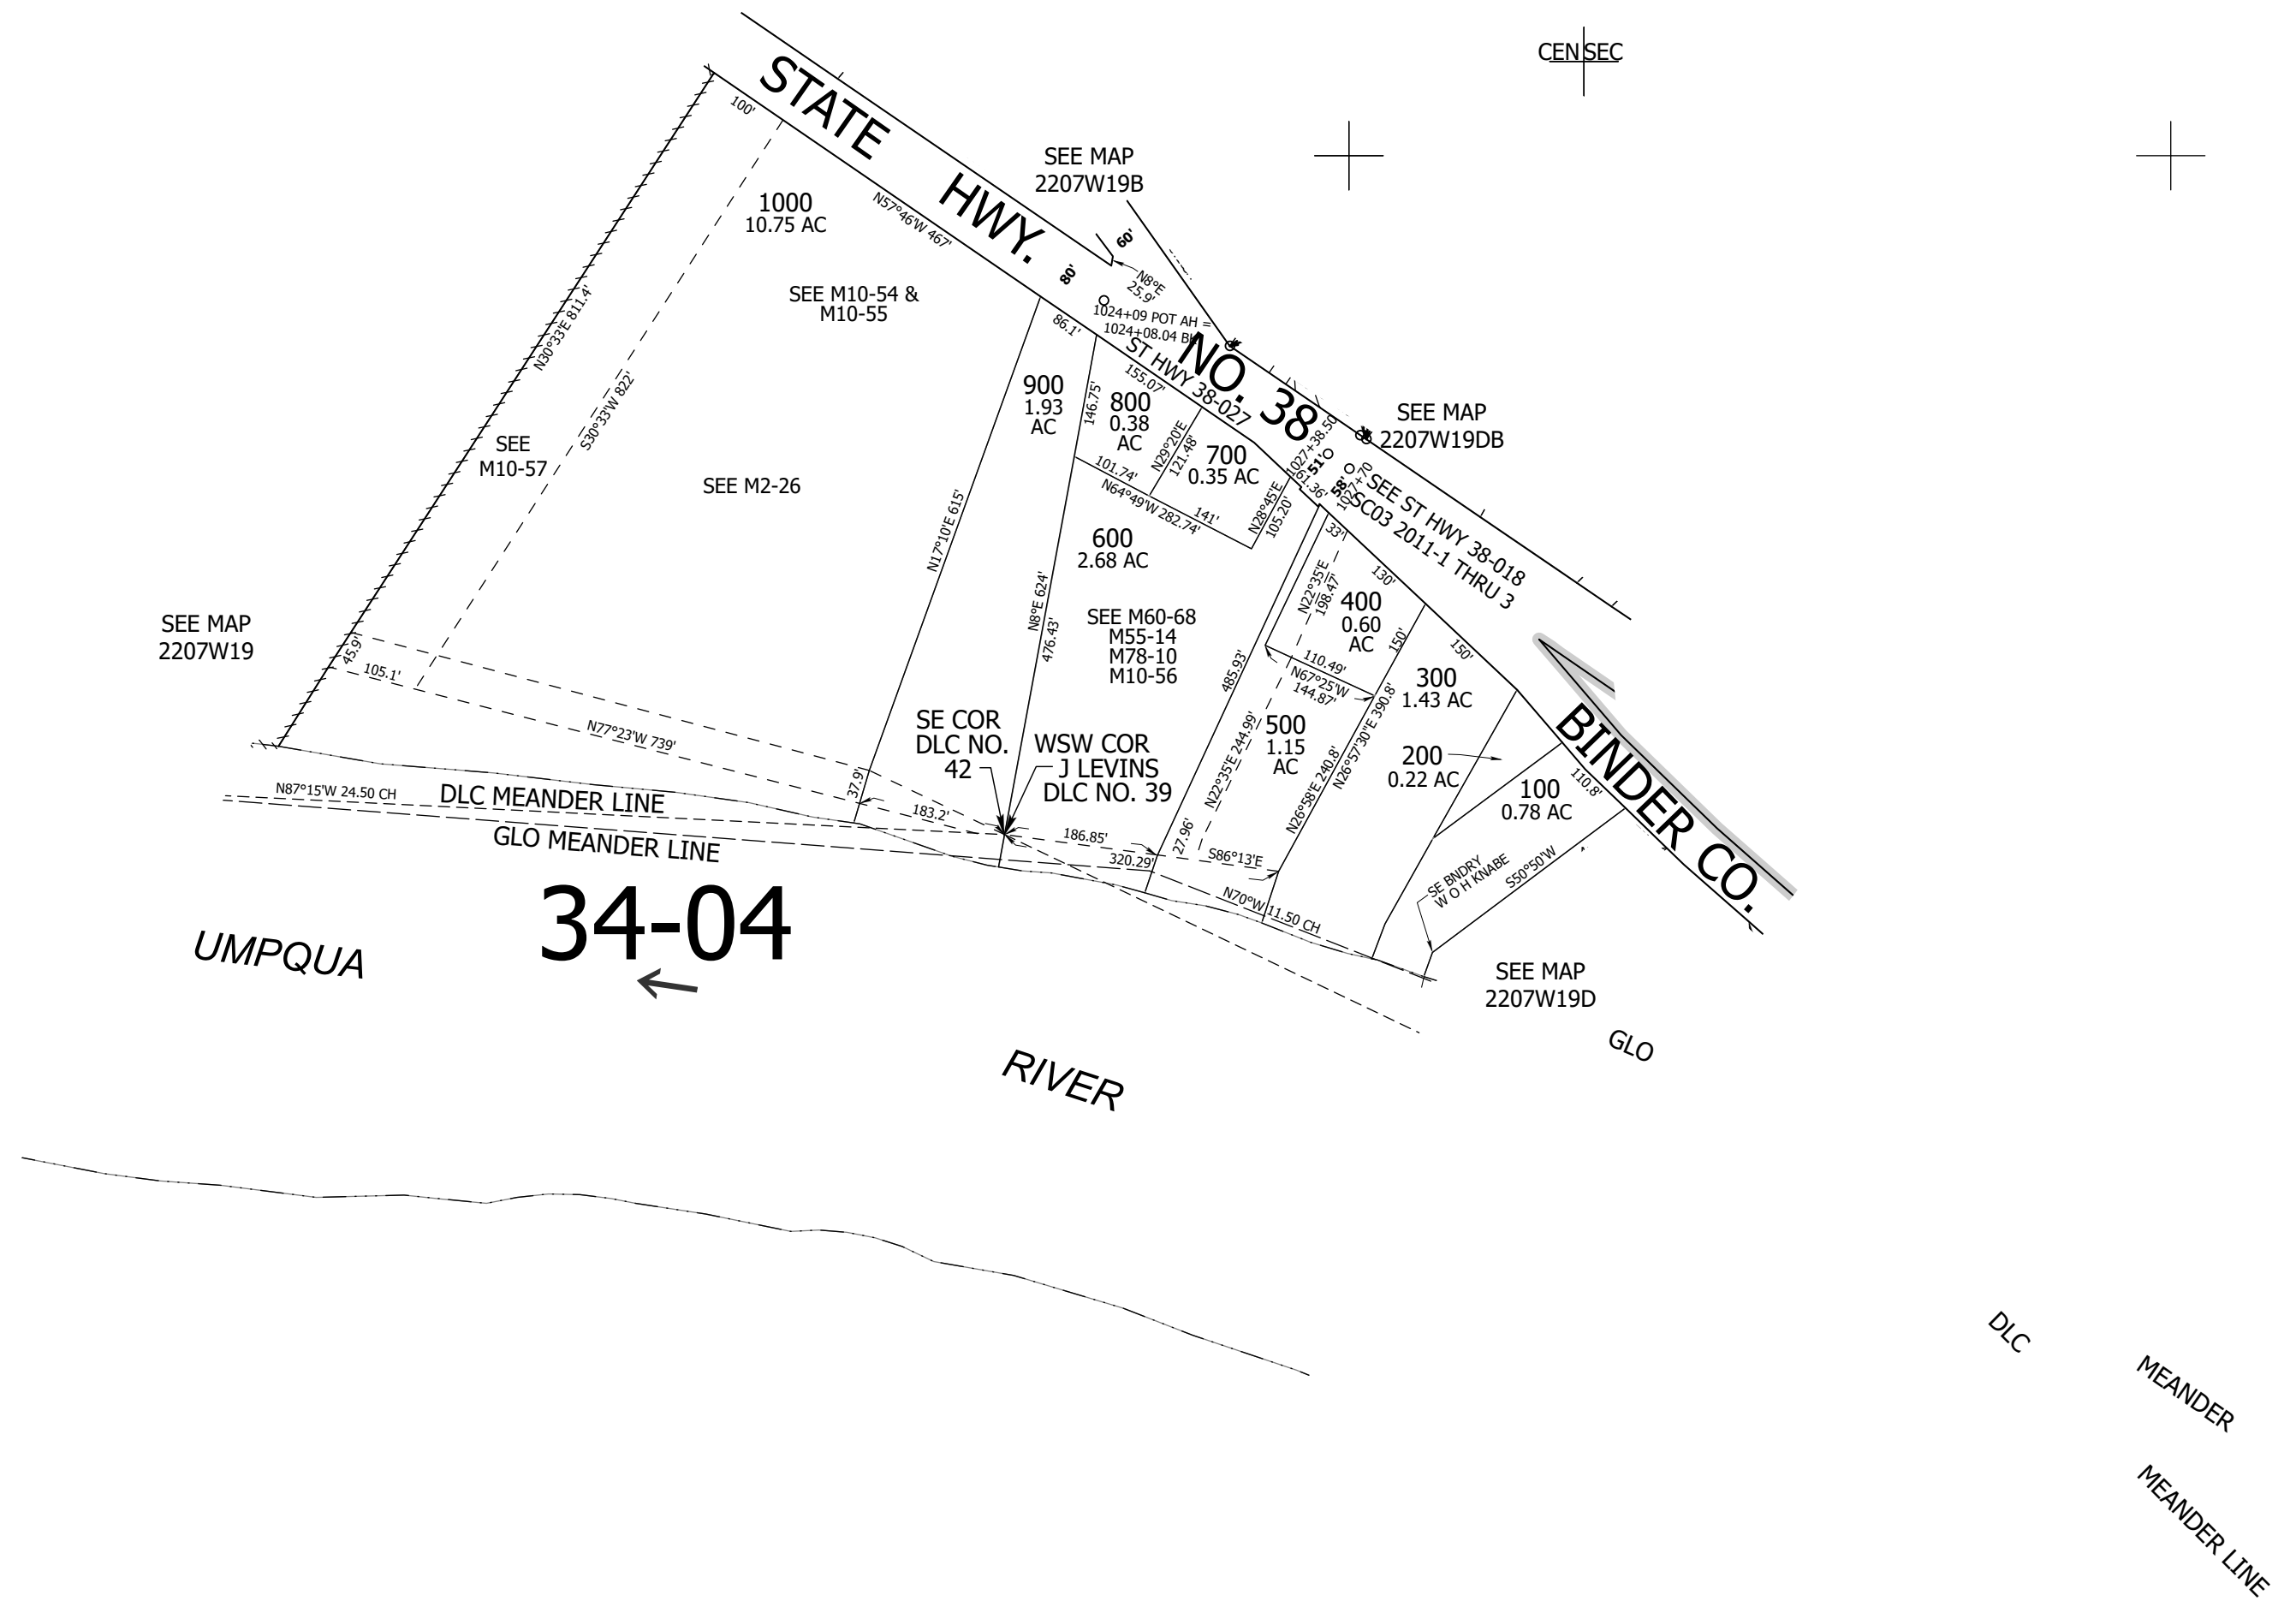 CEN SEC
STATE HWY. NO. 38
100'
SEE MAP
2207W19B
1000
10.75 AC
N57°46'W 467'
60'
80'
N8°E
25.9'
SEE M10-54 &
M10-55
1024+09 POT AH =
1024+08.04 BK
86.1'
ST HWY 38-027
155.07'
N30°33'E 811.4'
S30°33'W 822'
900
1.93
AC
146.75'
800
0.38
AC
N29°20'E
121.48'
700
0.35 AC
SEE MAP
2207W19DB
1027+38.50
51'
61.36'
58'
1027+70
SEE ST HWY 38-018
SC03 2011-1 THRU 3
SEE
M10-57
SEE M2-26
101.74'
N64°49'W 282.74'
141'
N28°45'E
105.20'
N17°10'E 615'
600
2.68 AC
33'
130'
N22°35'E
198.47'
400
0.60
AC
150'
150'
N8°E 624'
476.43'
SEE M60-68
M55-14
M78-10
M10-56
SEE MAP
2207W19
45.9'
105.1'
485.93'
110.49'
N67°25'W
144.87'
300
1.43 AC
N77°23'W 739'
SE COR
DLC NO.
42
WSW COR
J LEVINS
DLC NO. 39
500
1.15
AC
N22°35'E 244.99'
N26°58'E 240.8'
N26°57'30"E 390.8'
200
0.22 AC
BINDER CO.
110.8'
100
0.78 AC
N87°15'W 24.50 CH
DLC MEANDER LINE
37.9'
183.2'
186.85'
27.96'
GLO MEANDER LINE
320.29'
S86°13'E
SE BNDRY
W O H KNABE
S50°50'W
N70°W 11.50 CH
34-04
UMPQUA
RIVER
SEE MAP
2207W19D
GLO
DLC
MEANDER
MEANDER LINE